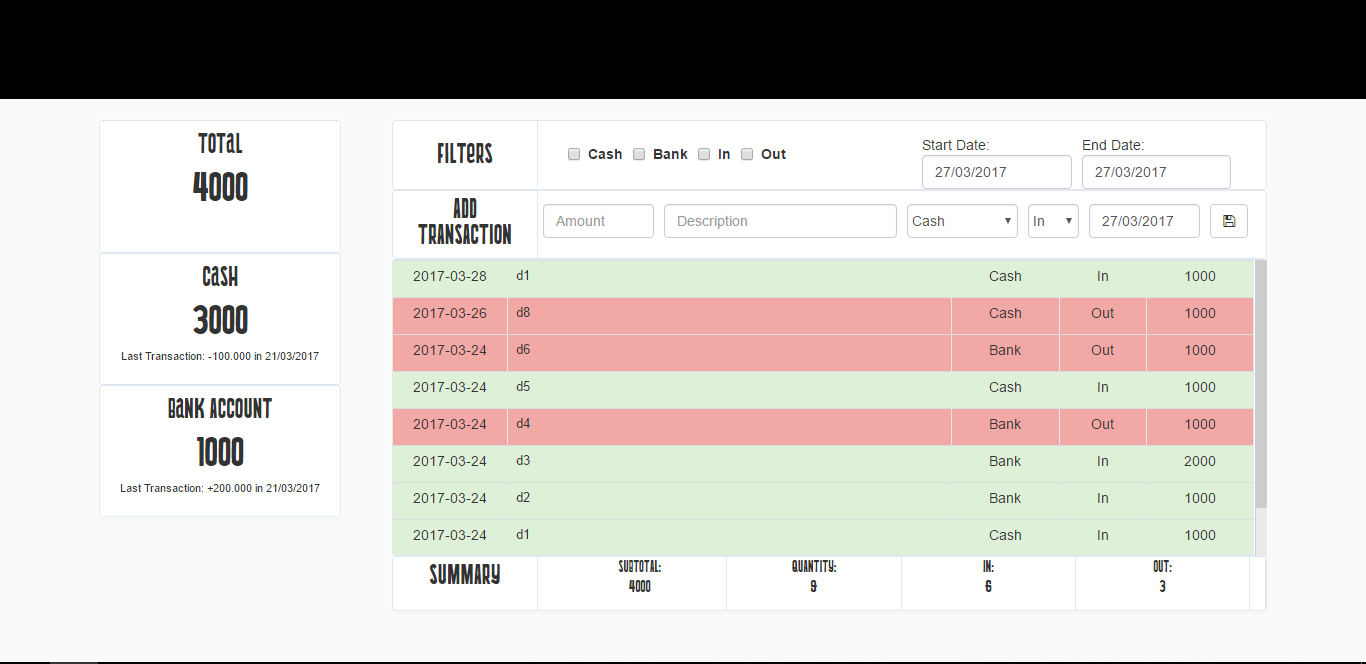 Total
4000
Cash
3000
Last Transaction: -100.000 in 21/03/2017
Bank Account
1000
Last Transaction: +200.000 in 21/03/2017
Filters
Cash Bank In Out
Start Date: End Date:
27/03/2017 27/03/2017
ADD
TRANSACTION
Amount Description Cash In 27/03/2017
2017-03-28 d1 Cash In 1000
2017-03-26 d8 Cash Out 1000
2017-03-24 d6 Bank Out 1000
2017-03-24 d5 Cash In 1000
2017-03-24 d4 Bank Out 1000
2017-03-24 d3 Bank In 2000
2017-03-24 d2 Bank In 1000
2017-03-24 d1 Cash In 1000
SUMMARY
SUBTOTAL: QUANTITY: IN: OUT:
4000 9 6 3